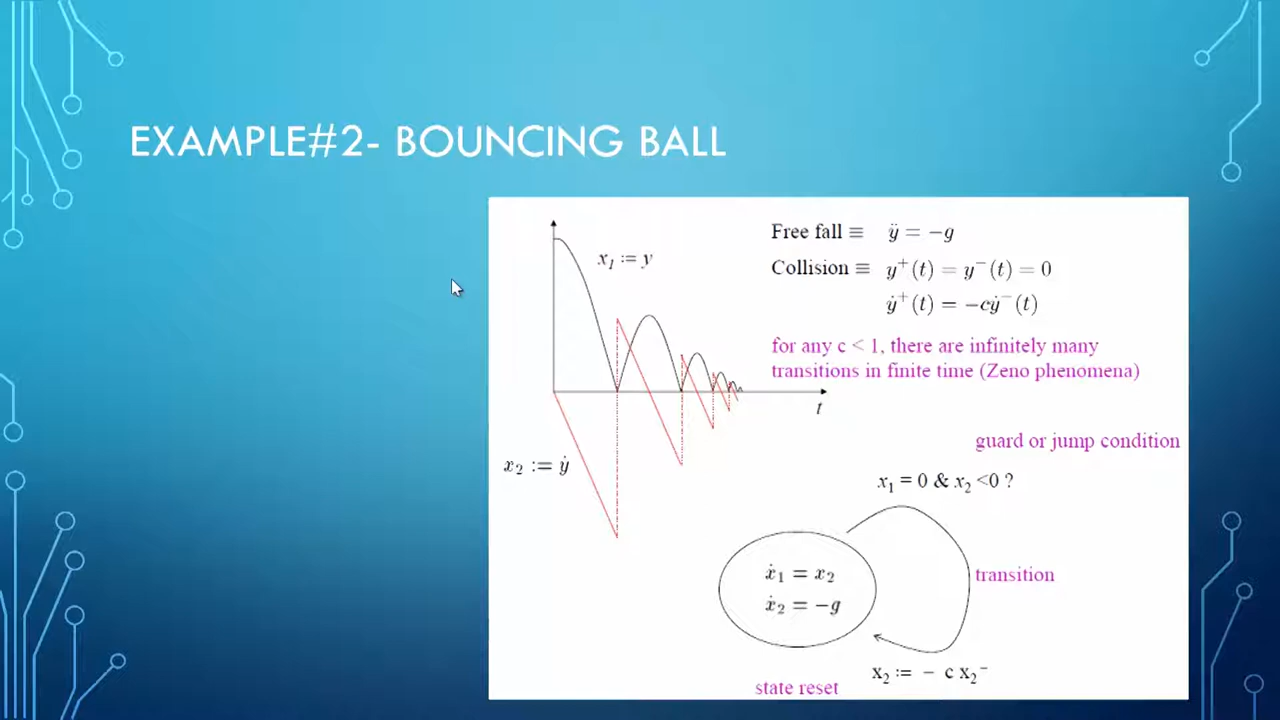 EXAMPLE#2- BOUNCING BALL
x₁ := y
t
x₂ := ẏ
Free fall ≡ ÿ = −g
Collision ≡ y⁺(t) = y⁻(t) = 0
ẏ⁺(t) = −cẏ⁻(t)
for any c < 1, there are infinitely many
transitions in finite time (Zeno phenomena)
guard or jump condition
x₁ = 0 & x₂ <0 ?
ẋ₁ = x₂
ẋ₂ = −g
transition
x₂ := − c x₂⁻
state reset